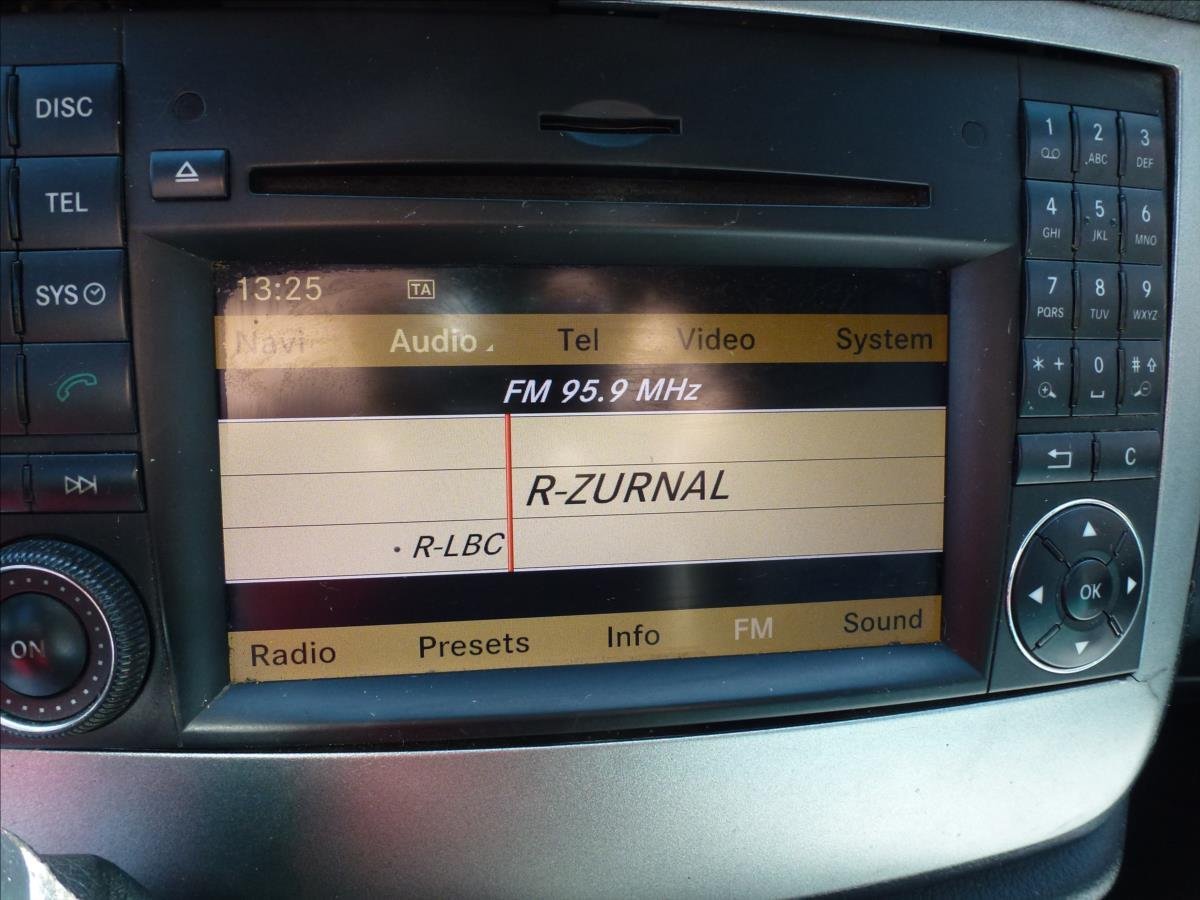 DISC
TEL
SYS
ON
13:25 TA
Navi Audio Tel Video System
FM 95.9 MHz
R-ZURNAL
• R-LBC
Radio Presets Info FM Sound
1 2 ABC 3 DEF
4 GHI 5 JKL 6 MNO
7 PQRS 8 TUV 9 WXYZ
* + 0 #
C
OK